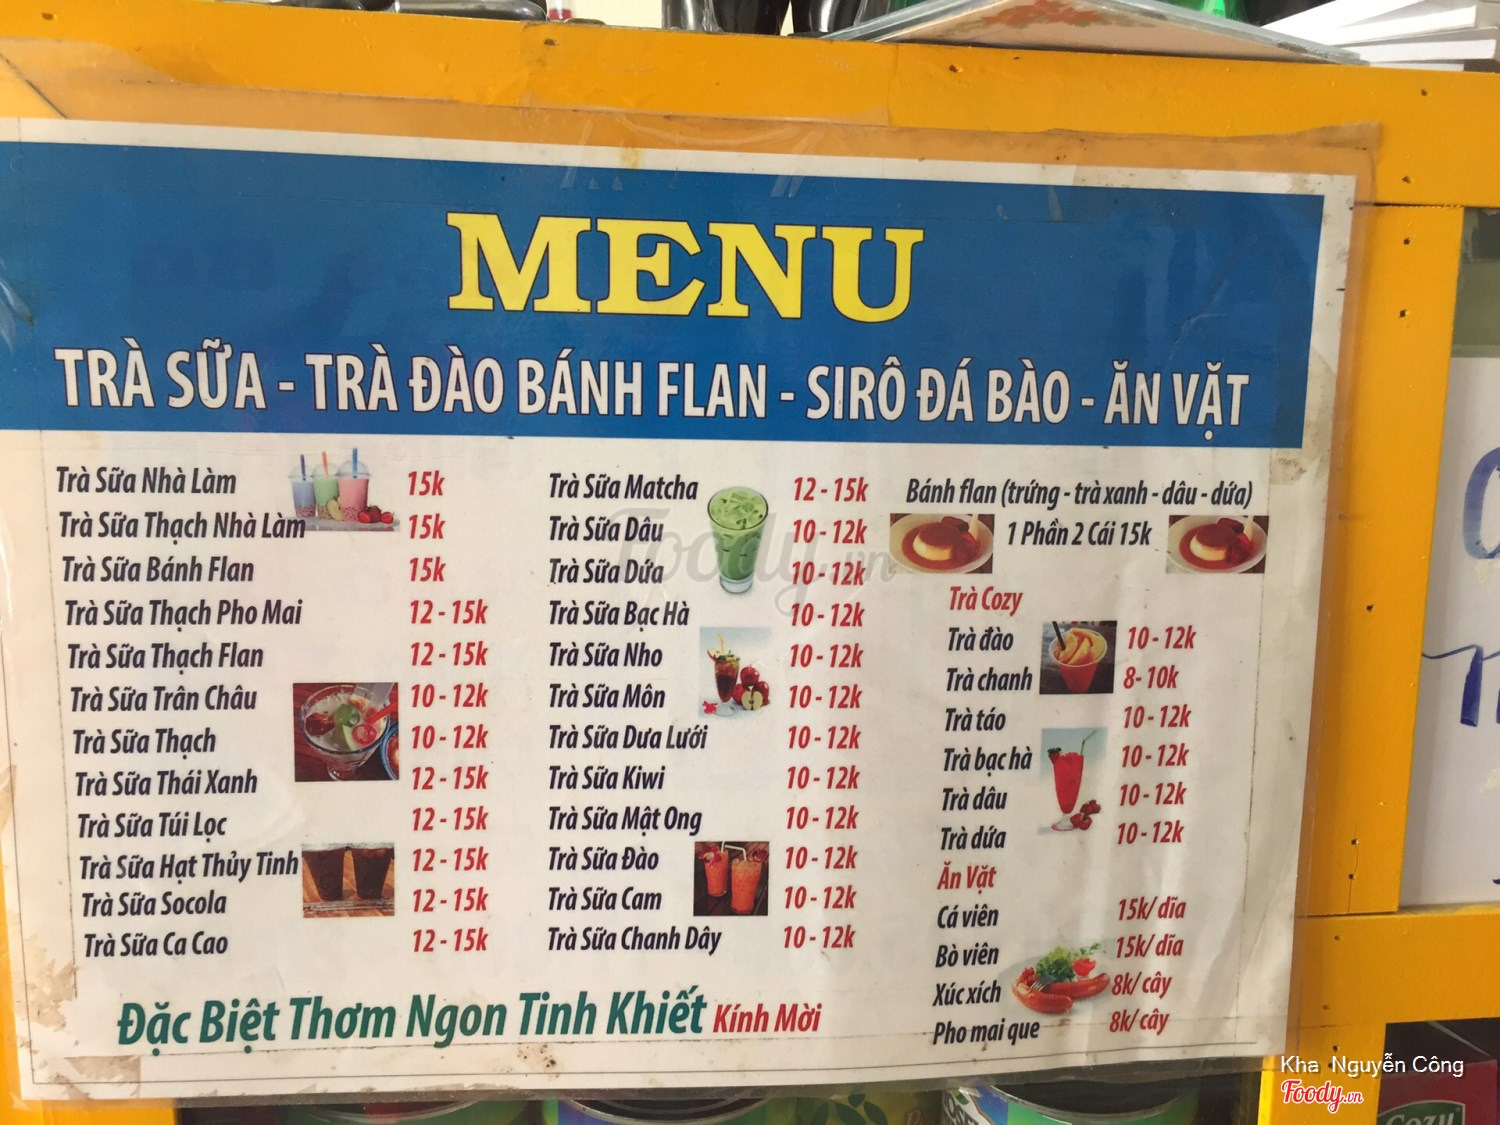 MENU
TRÀ SỮA - TRÀ ĐÀO BÁNH FLAN - SIRÔ ĐÁ BÀO - ĂN VẶT
Trà Sữa Nhà Làm 15k
Trà Sữa Thạch Nhà Làm 15k
Trà Sữa Bánh Flan 15k
Trà Sữa Thạch Pho Mai 12 - 15k
Trà Sữa Thạch Flan 12 - 15k
Trà Sữa Trân Châu 10 - 12k
Trà Sữa Thạch 10 - 12k
Trà Sữa Thái Xanh 12 - 15k
Trà Sữa Túi Lọc 12 - 15k
Trà Sữa Hạt Thủy Tinh 12 - 15k
Trà Sữa Socola 12 - 15k
Trà Sữa Ca Cao 12 - 15k
Trà Sữa Matcha 12 - 15k
Trà Sữa Dâu 10 - 12k
Trà Sữa Dứa 10 - 12k
Trà Sữa Bạc Hà 10 - 12k
Trà Sữa Nho 10 - 12k
Trà Sữa Môn 10 - 12k
Trà Sữa Dưa Lưới 10 - 12k
Trà Sữa Kiwi 10 - 12k
Trà Sữa Mật Ong 10 - 12k
Trà Sữa Đào 10 - 12k
Trà Sữa Cam 10 - 12k
Trà Sữa Chanh Dây 10 - 12k
Bánh flan (trứng - trà xanh - dâu - dứa)
1 Phần 2 Cái 15k
Trà Cozy
Trà đào 10 - 12k
Trà chanh 8- 10k
Trà táo 10 - 12k
Trà bạc hà 10 - 12k
Trà dâu 10 - 12k
Trà dứa 10 - 12k
Ăn Vặt
Cá viên 15k/ dĩa
Bò viên 15k/ dĩa
Xúc xích 8k/ cây
Pho mai que 8k/ cây
Đặc Biệt Thơm Ngon Tinh Khiết Kính Mời
Foody.vn
Kha Nguyễn Công
Foody.vn
Cozy